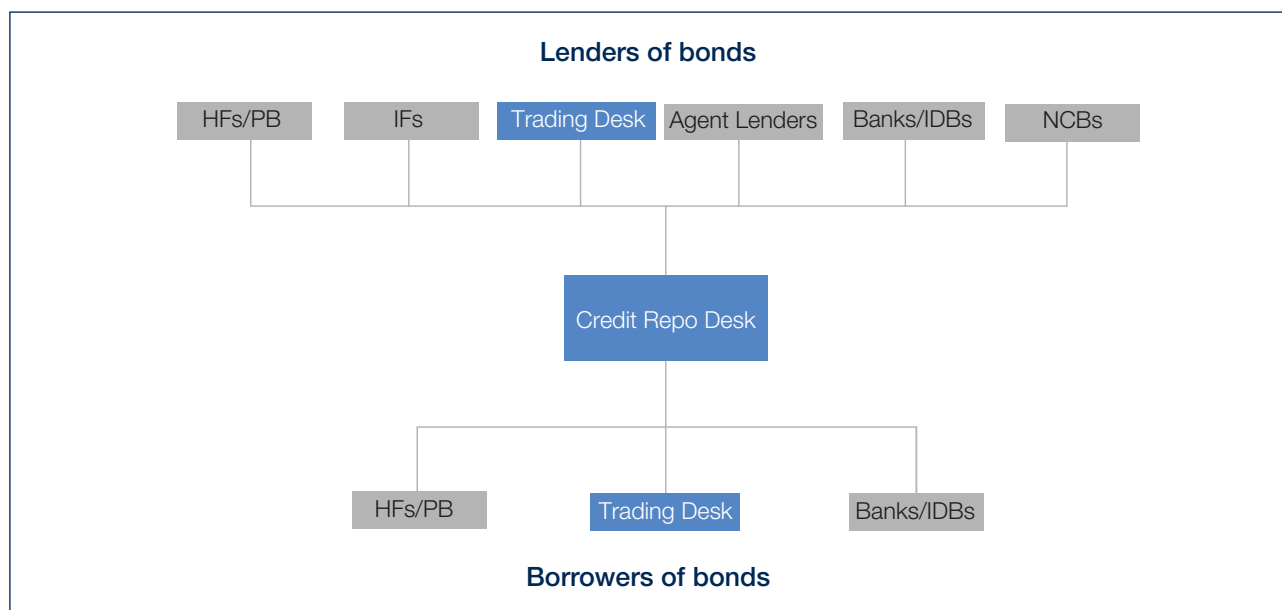 Lenders of bonds
HFs/PB
IFs
Trading Desk
Agent Lenders
Banks/IDBs
NCBs
Credit Repo Desk
HFs/PB
Trading Desk
Banks/IDBs
Borrowers of bonds